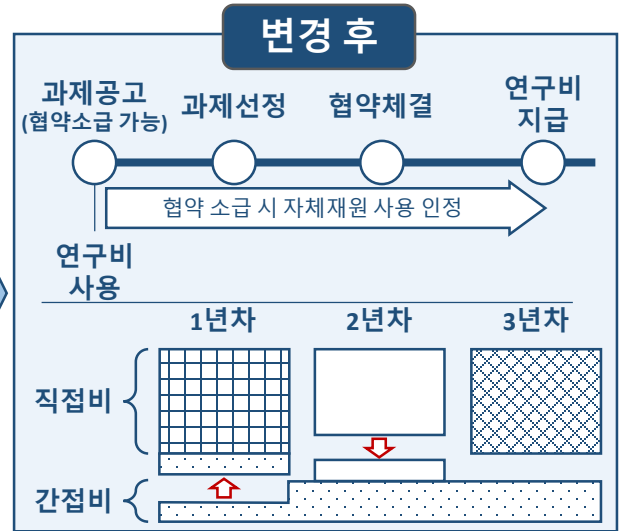 변경 후
과제공고
(협약소급 가능)
과제선정
협약체결
연구비
지급
협약 소급 시 자체재원 사용 인정
연구비
사용
1년차
2년차
3년차
직접비
간접비